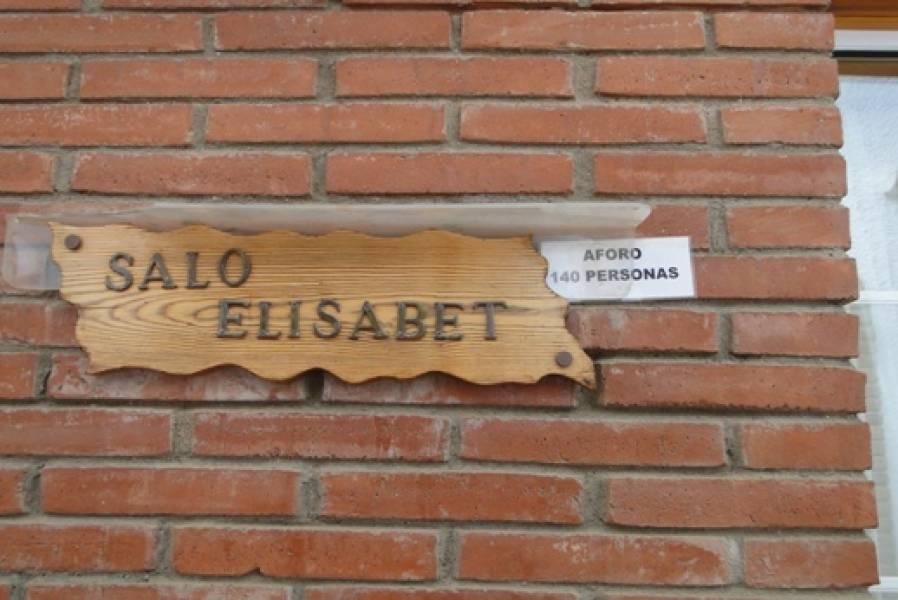 SALO
ELISABET
AFORO
140 PERSONAS